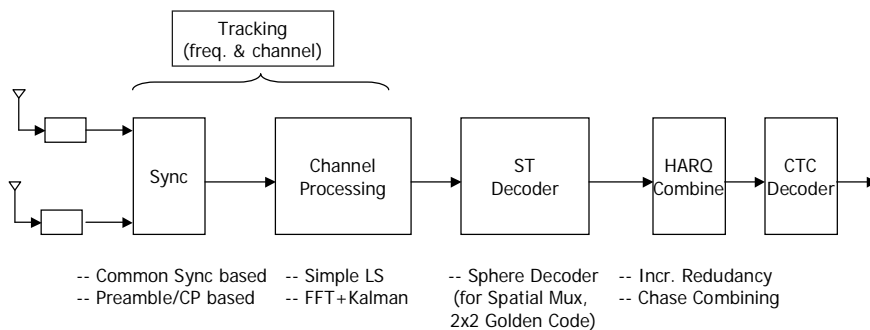 Tracking
(freq. & channel)
Sync
Channel
Processing
ST
Decoder
HARQ
Combine
CTC
Decoder
-- Common Sync based
-- Preamble/CP based
-- Simple LS
-- FFT+Kalman
-- Sphere Decoder
(for Spatial Mux,
2x2 Golden Code)
-- Incr. Redudancy
-- Chase Combining